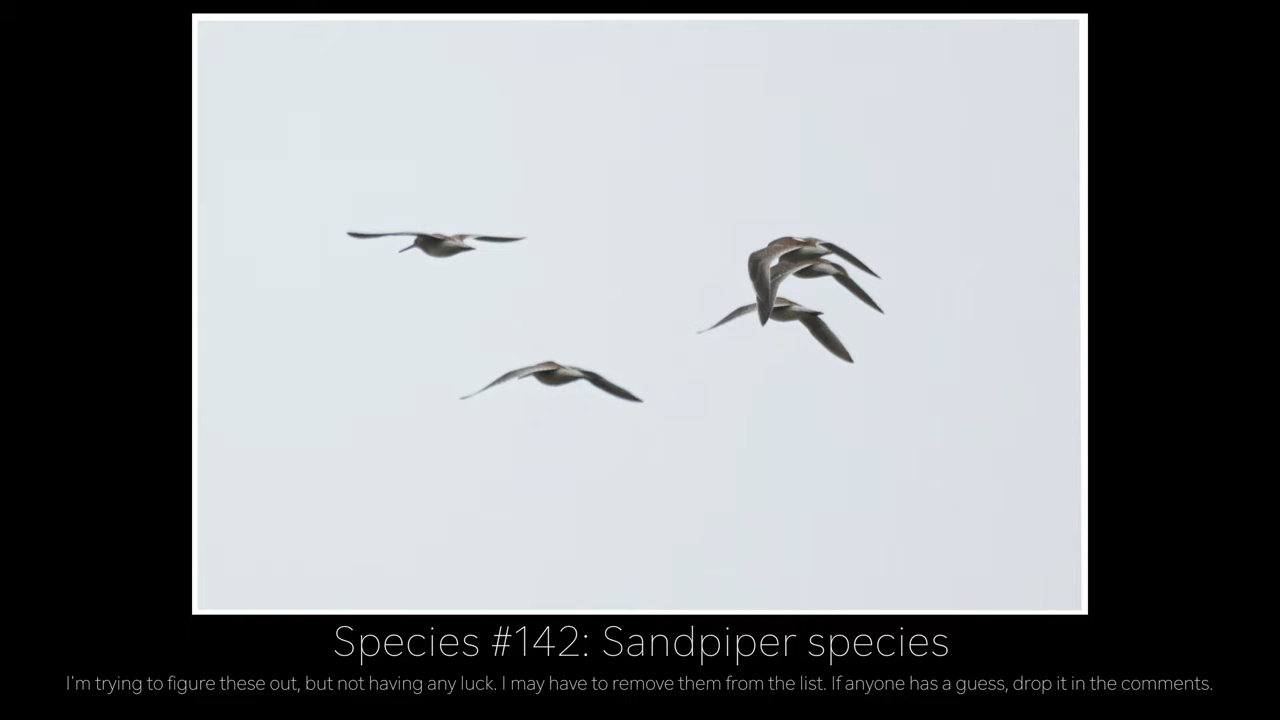 Species #142: Sandpiper species
I'm trying to figure these out, but not having any luck. I may have to remove them from the list. If anyone has a guess, drop it in the comments.